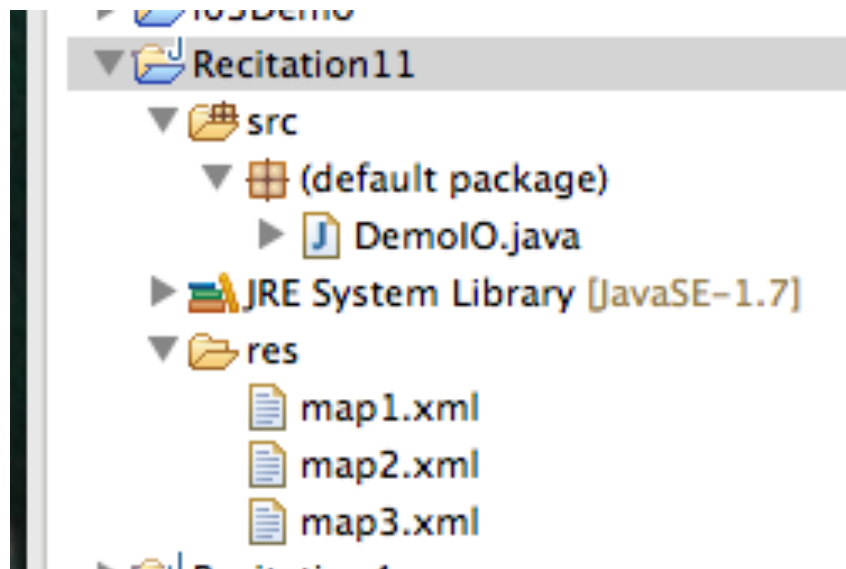 Recitation11
src
(default package)
DemoIO.java
JRE System Library [JavaSE-1.7]
res
map1.xml
map2.xml
map3.xml